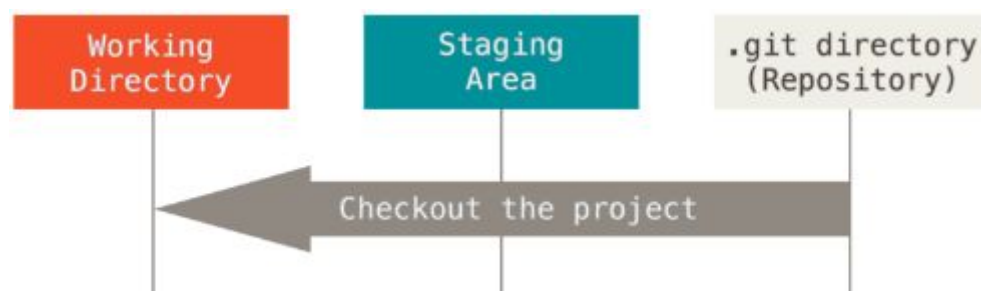 Working
Directory
Staging
Area
.git directory
(Repository)
Checkout the project